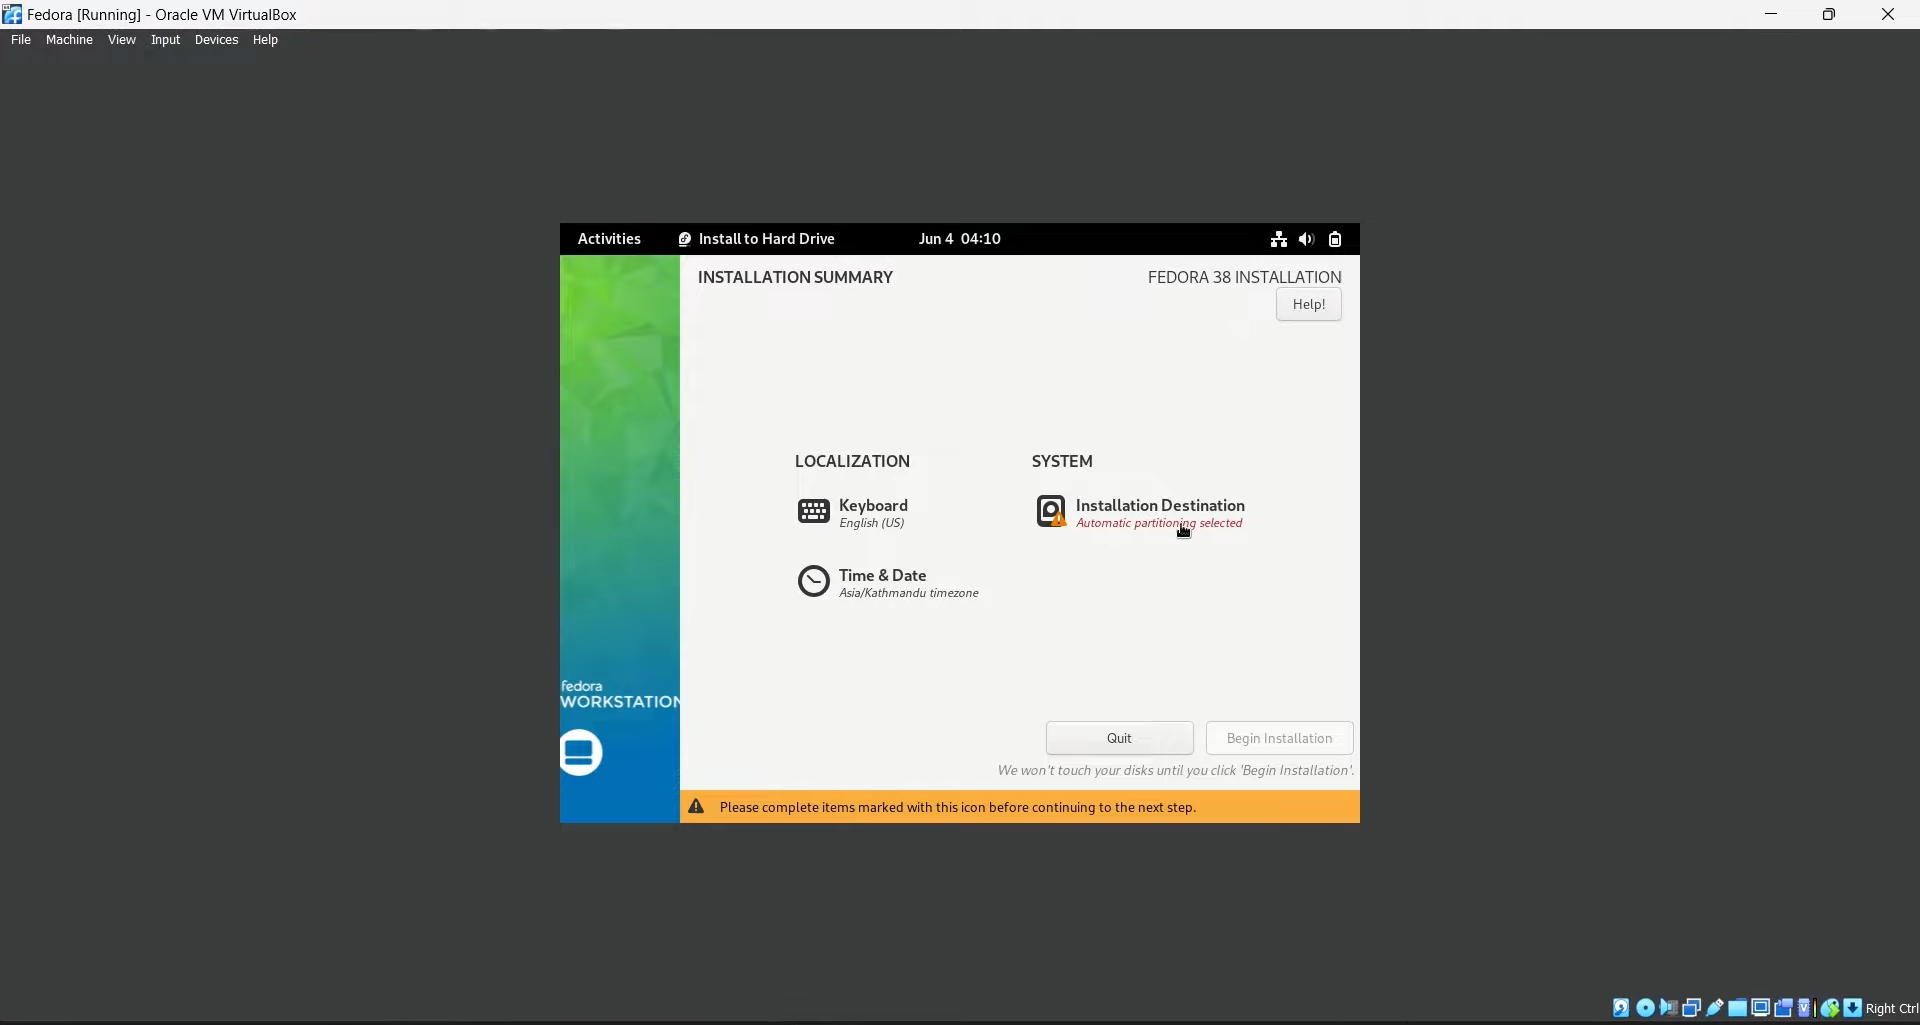 Fedora [Running] - Oracle VM VirtualBox
File Machine View Input Devices Help
Activities Install to Hard Drive Jun 4 04:10
INSTALLATION SUMMARY FEDORA 38 INSTALLATION
Help!
LOCALIZATION SYSTEM
Keyboard Installation Destination
English (US) Automatic partitioning selected
Time & Date
Asia/Kathmandu timezone
fedora
WORKSTATION
Quit Begin Installation
We won't touch your disks until you click 'Begin Installation'.
Please complete items marked with this icon before continuing to the next step.
Right Ctrl